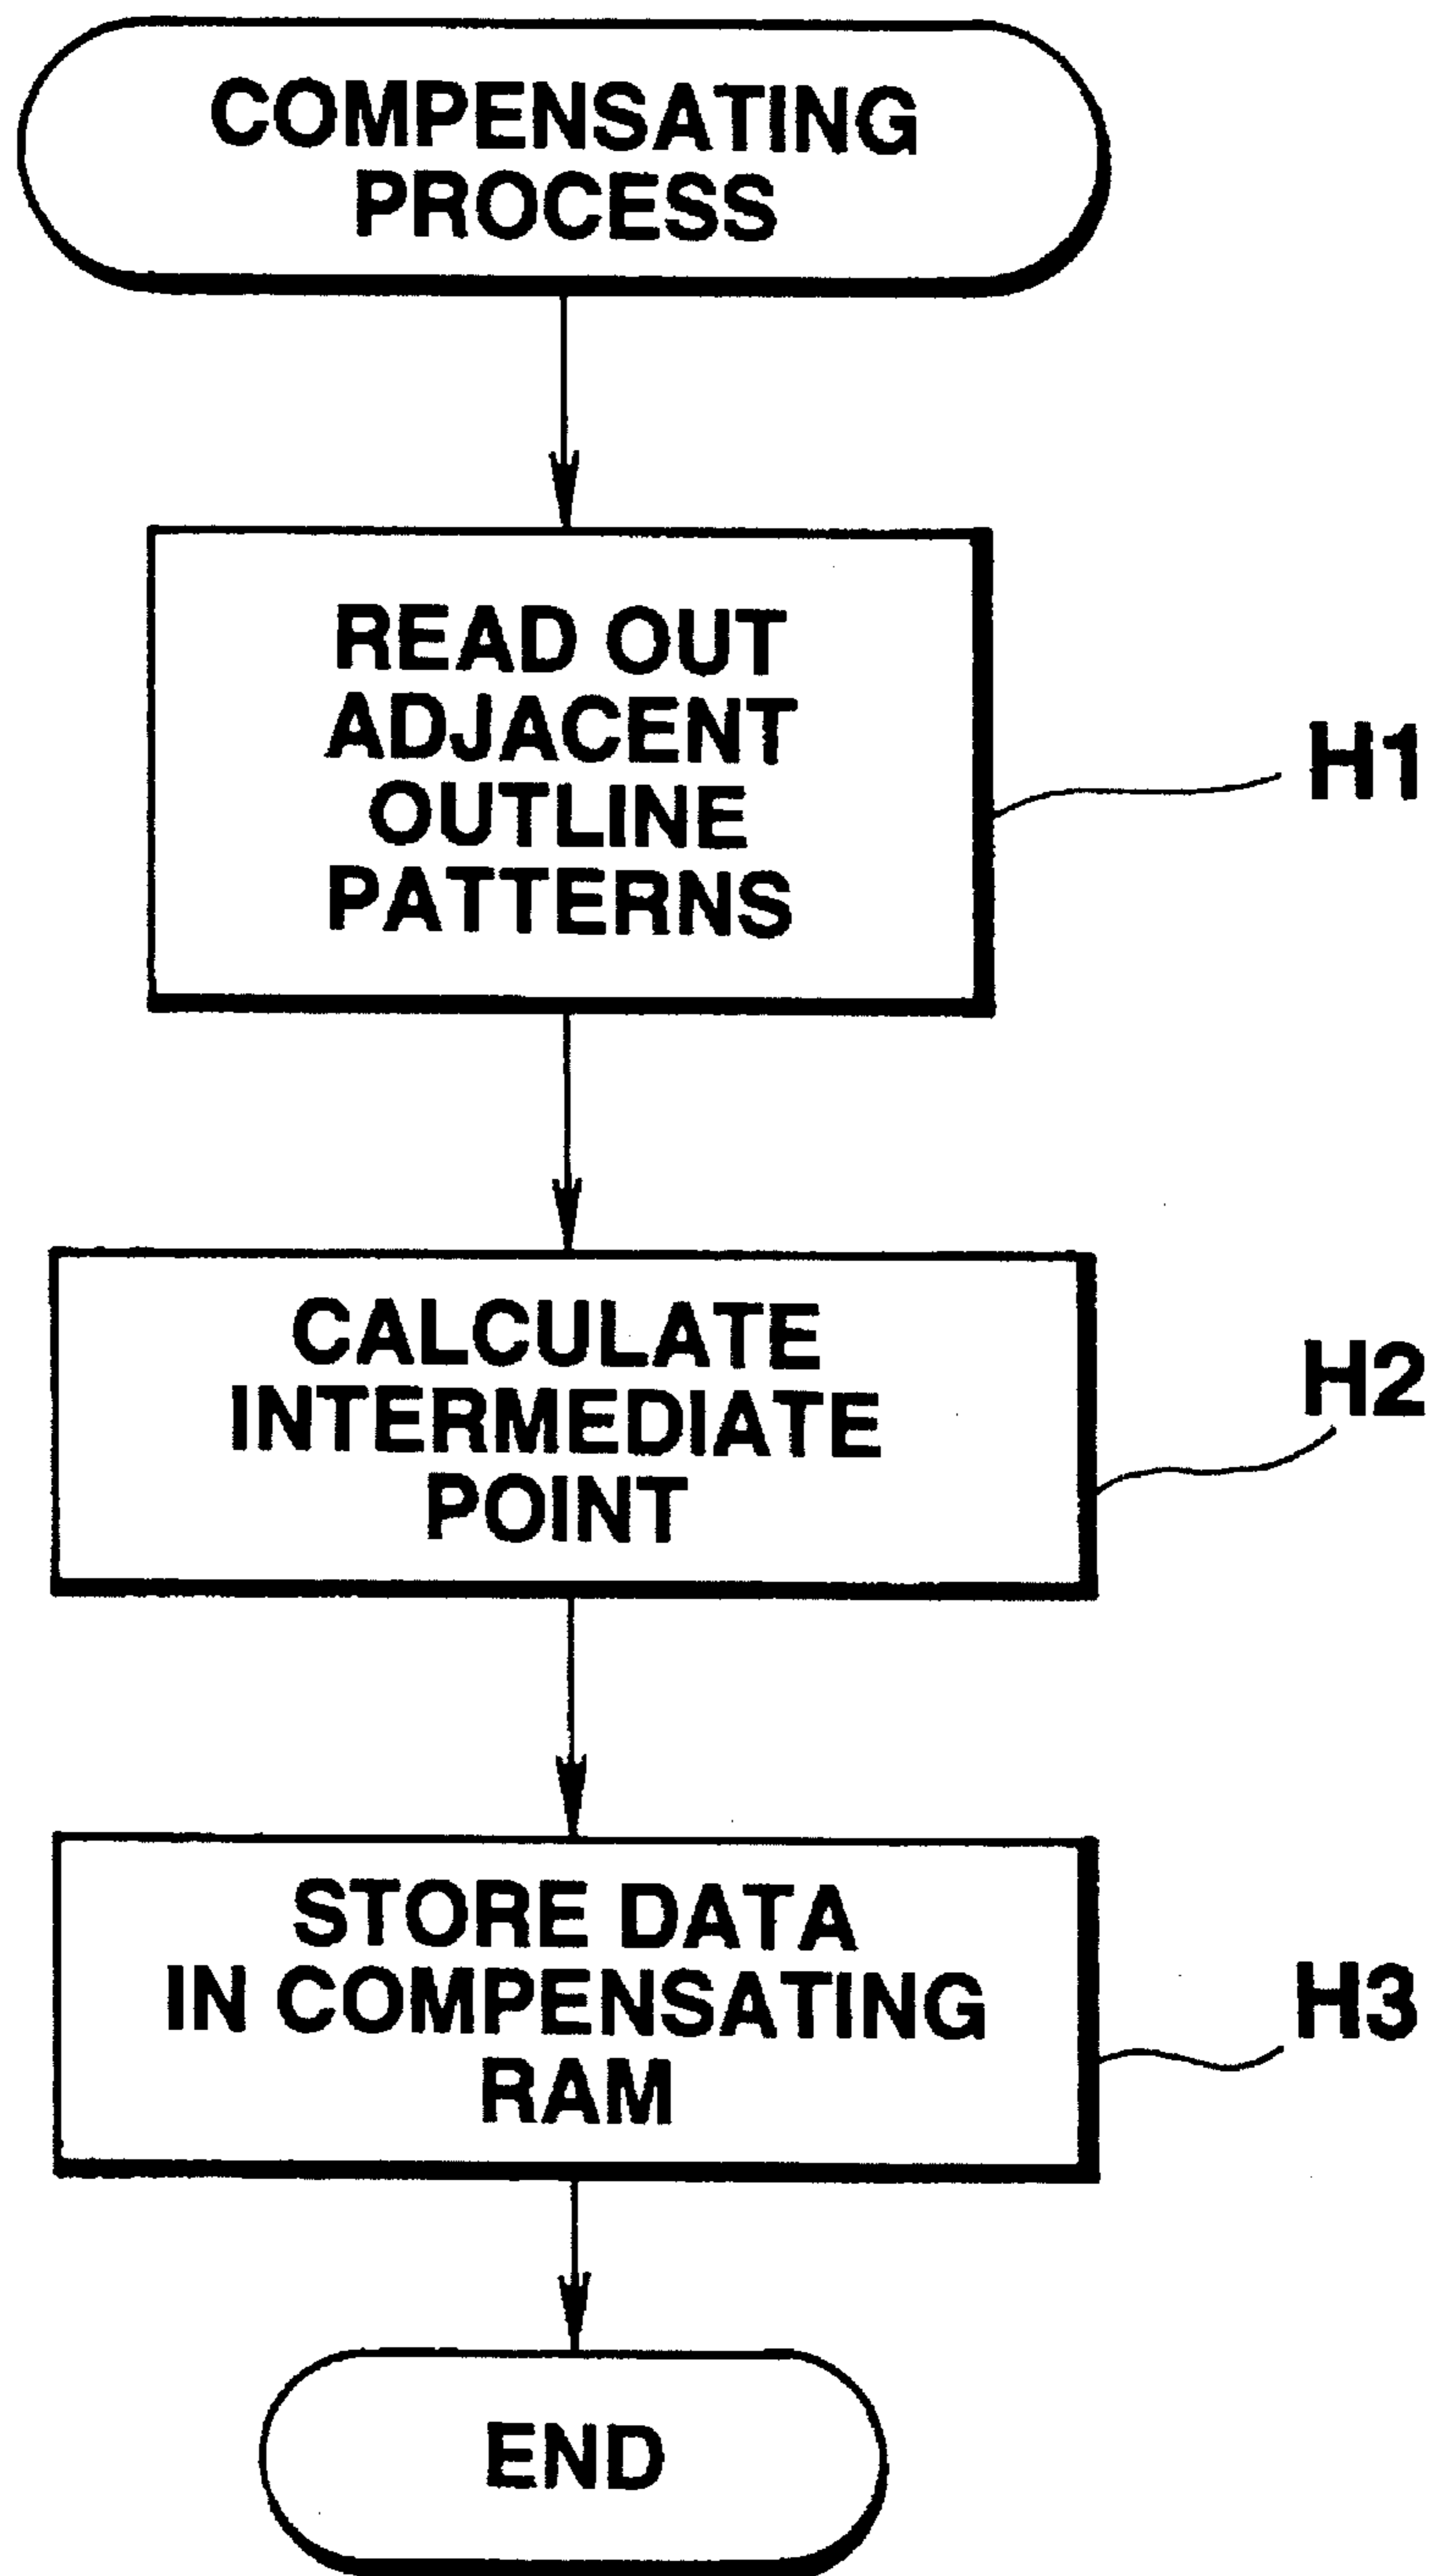 COMPENSATING
PROCESS
READ OUT
ADJACENT
OUTLINE
PATTERNS
H1
CALCULATE
INTERMEDIATE
POINT
H2
STORE DATA
IN COMPENSATING
RAM
H3
END